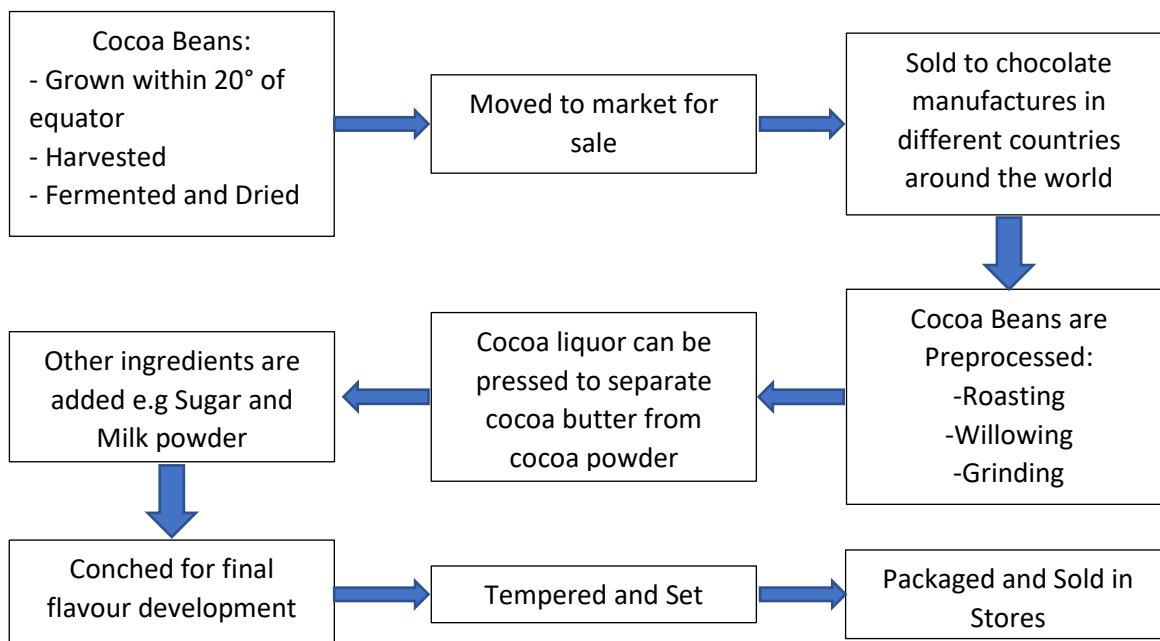 Cocoa Beans:
- Grown within 20° of
equator
- Harvested
- Fermented and Dried
Moved to market for
sale
Sold to chocolate
manufactures in
different countries
around the world
Cocoa Beans are
Preprocessed:
-Roasting
-Willowing
-Grinding
Cocoa liquor can be
pressed to separate
cocoa butter from
cocoa powder
Other ingredients are
added e.g Sugar and
Milk powder
Conched for final
flavour development
Tempered and Set
Packaged and Sold in
Stores